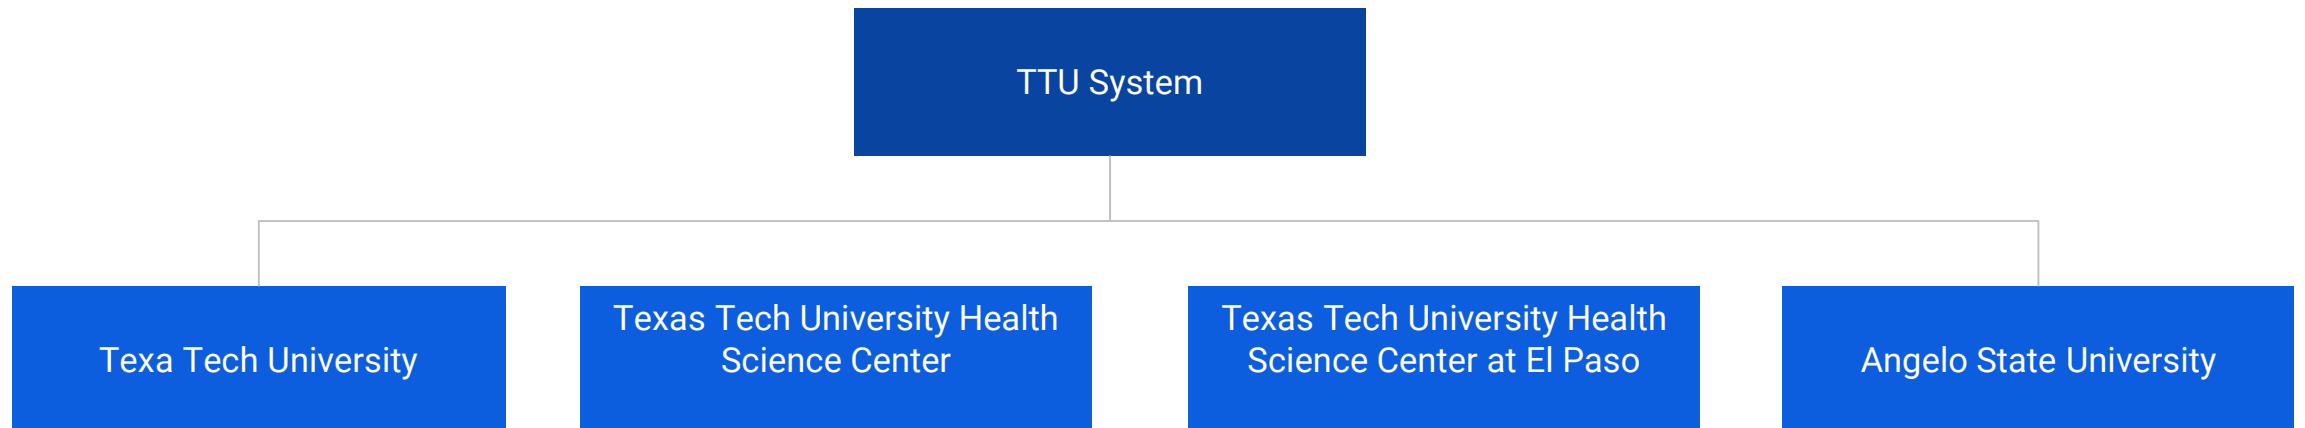 TTU System
Texa Tech University
Texas Tech University Health
Science Center
Texas Tech University Health
Science Center at El Paso
Angelo State University